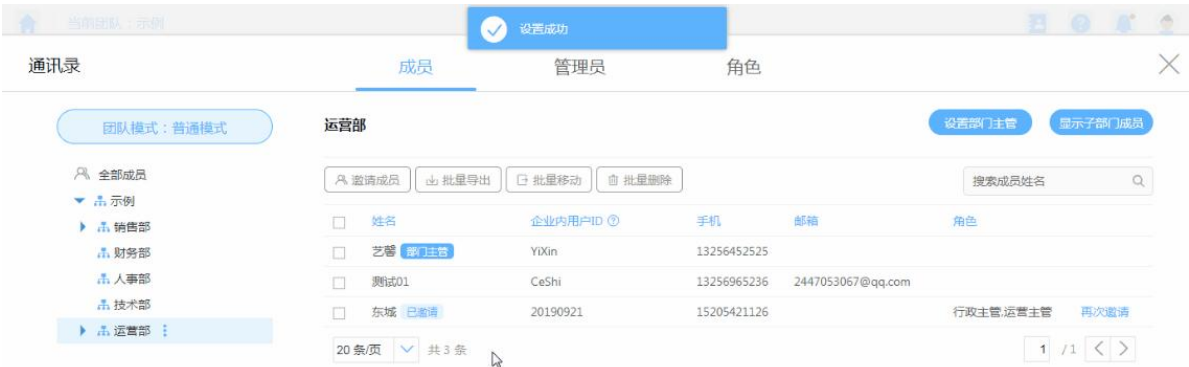 当前团队：示例
设置成功
通讯录
成员 管理员 角色
团队模式：普通模式
运营部
设置部门主管 显示子部门成员
全部成员
示例
销售部
财务部
人事部
技术部
运营部
邀请成员 批量导出 批量移动 批量删除
搜索成员姓名
姓名 企业内用户ID 手机 邮箱 角色
艺馨 部门主管 YiXin 13256452525
测试01 CeShi 13256965236 2447053067@qq.com
东城 已邀请 20190921 15205421126 行政主管,运营主管 再次邀请
20 条/页 共 3 条
1 / 1